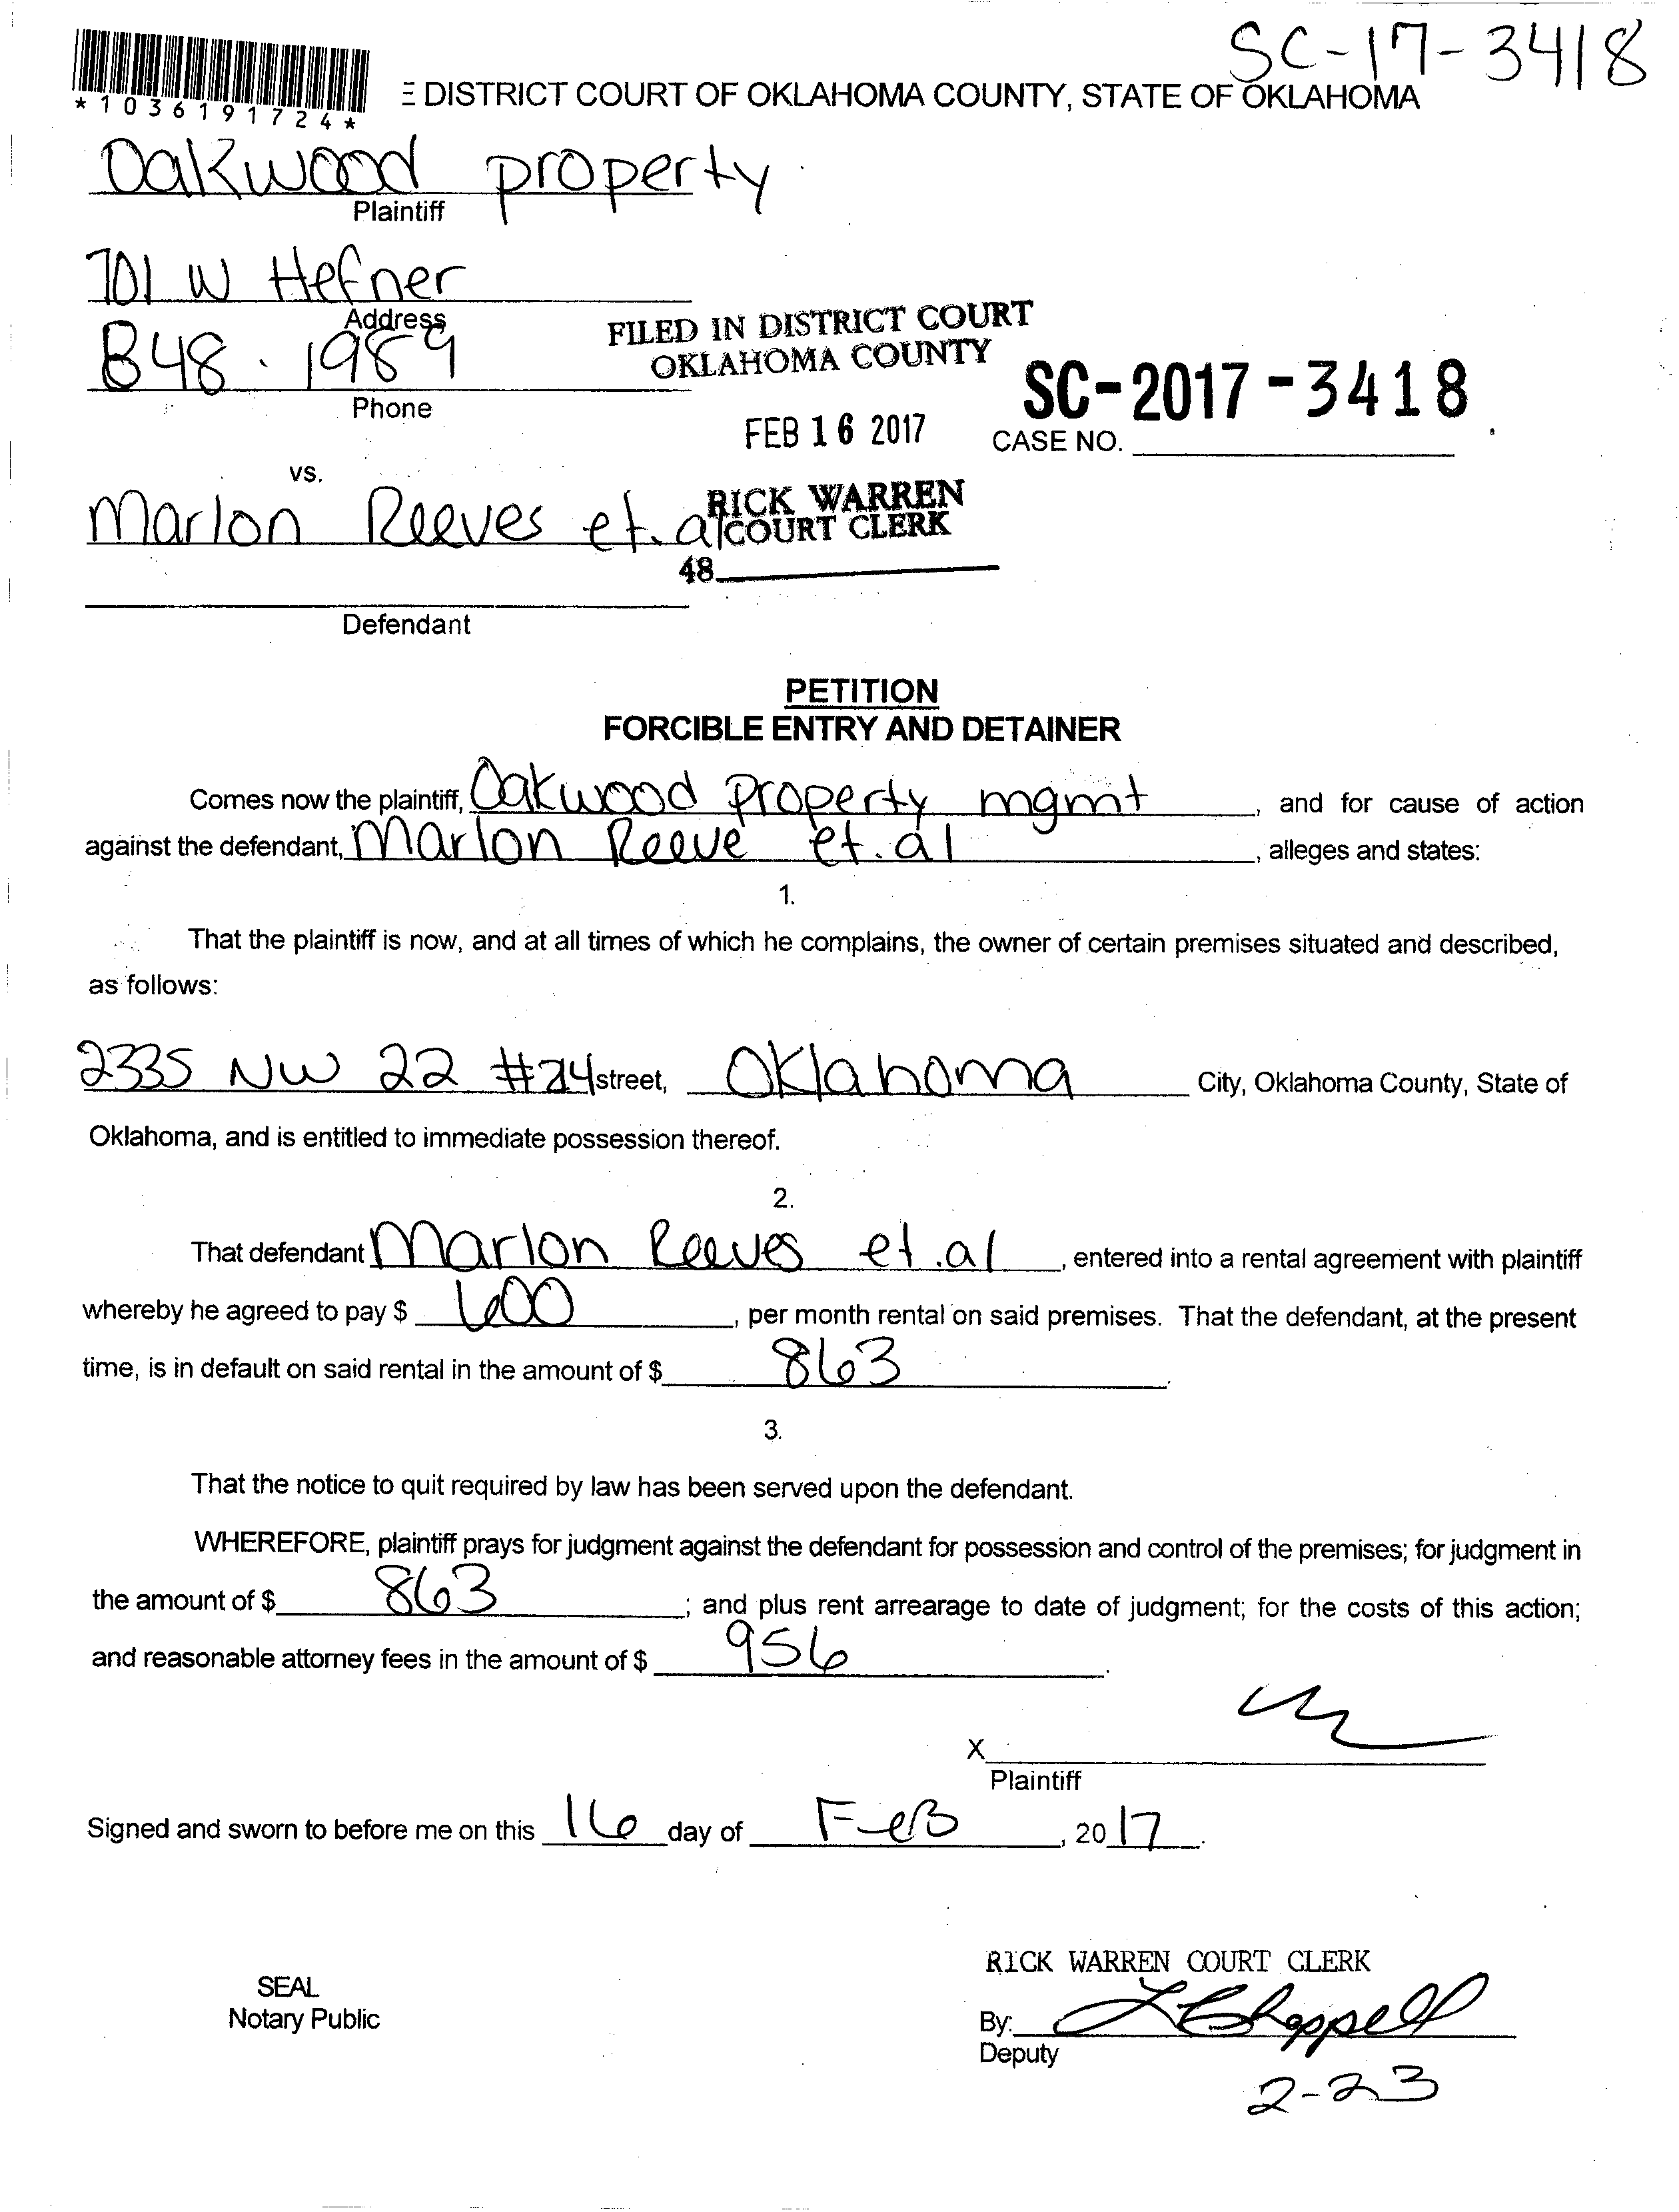 SC-17-3418
*1036191724*
E DISTRICT COURT OF OKLAHOMA COUNTY, STATE OF OKLAHOMA
Oakwood property
Plaintiff
701 W Hefner
Address
848-1989
Phone
FILED IN DISTRICT COURT
OKLAHOMA COUNTY
FEB 16 2017
SC-2017-3418
CASE NO.
vs.
Marlon Reeves et. al
RICK WARREN
COURT CLERK
48
Defendant
PETITION
FORCIBLE ENTRY AND DETAINER
Comes now the plaintiff, Oakwood property mgmt, and for cause of action
against the defendant, Marlon Reeve et. al, alleges and states:
1.
That the plaintiff is now, and at all times of which he complains, the owner of certain premises situated and described,
as follows:
2335 NW 22 #24 street, Oklahoma City, Oklahoma County, State of
Oklahoma, and is entitled to immediate possession thereof.
2.
That defendant Marlon Reeves et. al, entered into a rental agreement with plaintiff
whereby he agreed to pay $ 600, per month rental on said premises. That the defendant, at the present
time, is in default on said rental in the amount of $ 863.
3.
That the notice to quit required by law has been served upon the defendant.
WHEREFORE, plaintiff prays for judgment against the defendant for possession and control of the premises; for judgment in
the amount of $ 863; and plus rent arrearage to date of judgment; for the costs of this action;
and reasonable attorney fees in the amount of $ 956.
X
Plaintiff
Signed and sworn to before me on this 16 day of Feb, 2017.
SEAL
Notary Public
RICK WARREN COURT CLERK
By: L Chappell
Deputy
2-23